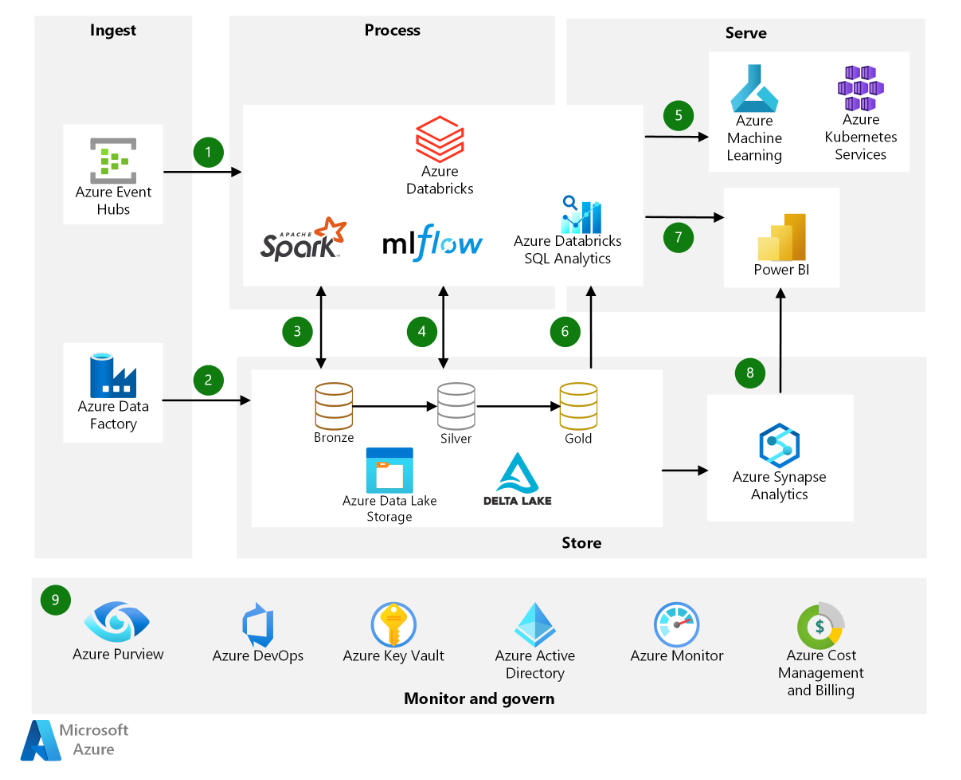 Ingest
Process
Serve
Azure Event
Hubs
1
Azure
Databricks
APACHE
Spark
TM
mlflow
Azure Databricks
SQL Analytics
5
Azure
Machine
Learning
Azure
Kubernetes
Services
7
Power BI
3
4
6
8
Azure Data
Factory
2
Bronze
Silver
Gold
Azure Data Lake
Storage
DELTA LAKE
Azure Synapse
Analytics
Store
9
Azure Purview
Azure DevOps
Azure Key Vault
Azure Active
Directory
Azure Monitor
$
Azure Cost
Management
and Billing
Monitor and govern
Microsoft
Azure